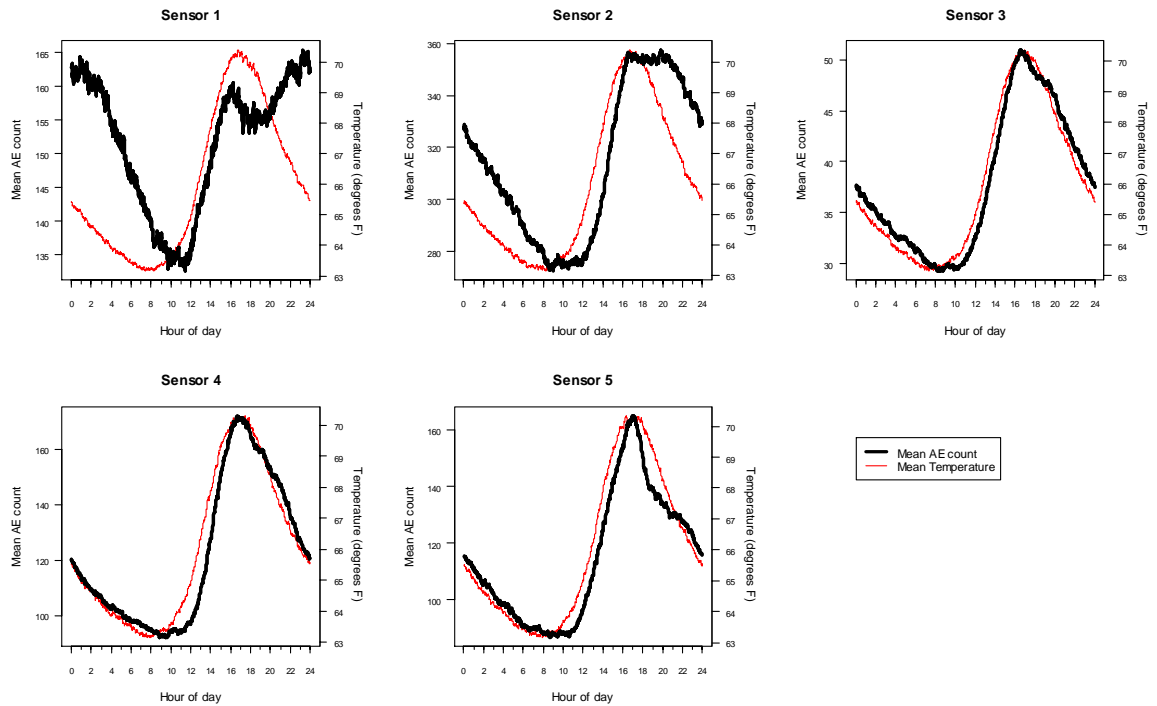 Sensor 1
Mean AE count
135 140 145 150 155 160 165
Temperature (degrees F)
63 64 65 66 67 68 69 70
0 2 4 6 8 10 12 14 16 18 20 22 24
Hour of day
Sensor 2
Mean AE count
280 300 320 340 360
Temperature (degrees F)
63 64 65 66 67 68 69 70
0 2 4 6 8 10 12 14 16 18 20 22 24
Hour of day
Sensor 3
Mean AE count
30 35 40 45 50
Temperature (degrees F)
63 64 65 66 67 68 69 70
0 2 4 6 8 10 12 14 16 18 20 22 24
Hour of day
Sensor 4
Mean AE count
100 120 140 160
Temperature (degrees F)
63 64 65 66 67 68 69 70
0 2 4 6 8 10 12 14 16 18 20 22 24
Hour of day
Sensor 5
Mean AE count
100 120 140 160
Temperature (degrees F)
63 64 65 66 67 68 69 70
0 2 4 6 8 10 12 14 16 18 20 22 24
Hour of day
Mean AE count
Mean Temperature